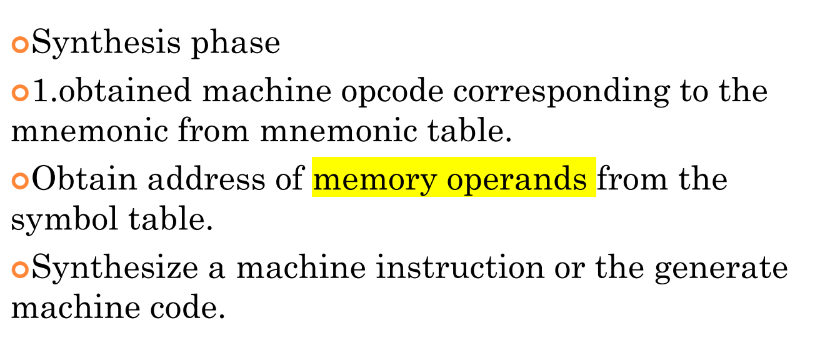 Synthesis phase
1.obtained machine opcode corresponding to the
mnemonic from mnemonic table.
Obtain address of memory operands from the
symbol table.
Synthesize a machine instruction or the generate
machine code.